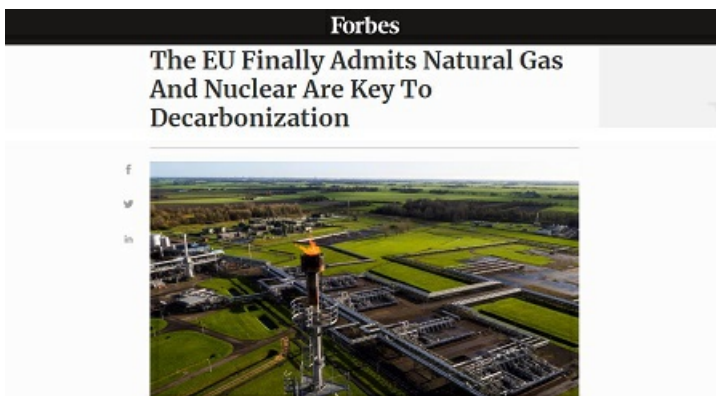 Forbes
The EU Finally Admits Natural Gas
And Nuclear Are Key To
Decarbonization
f
in